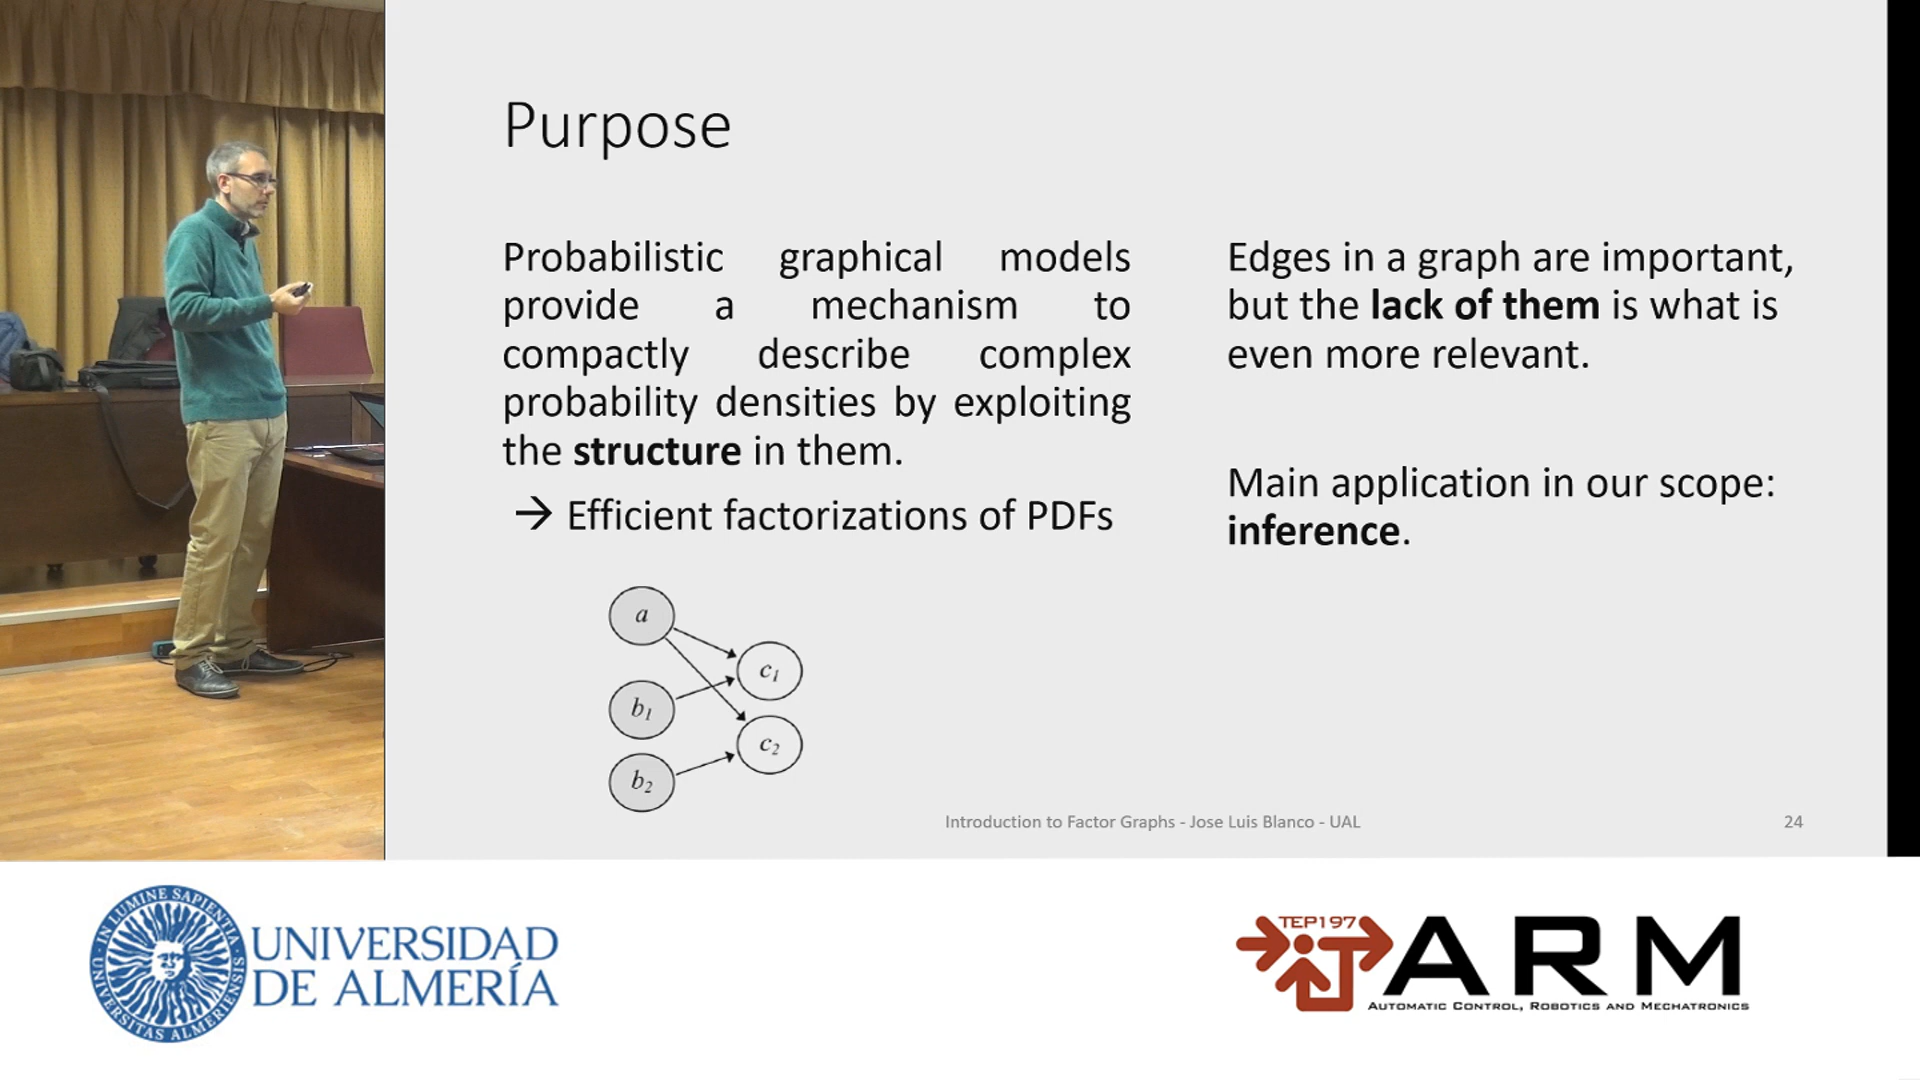 Purpose
Probabilistic graphical models
provide a mechanism to
compactly describe complex
probability densities by exploiting
the structure in them.
→ Efficient factorizations of PDFs
Edges in a graph are important,
but the lack of them is what is
even more relevant.
Main application in our scope:
inference.
a
b1
b2
c1
c2
Introduction to Factor Graphs - Jose Luis Blanco - UAL
24
IN LUMINE SAPIENTIA
UNIVERSITAS ALMERIENSIS
UNIVERSIDAD
DE ALMERÍA
TEP197
ARM
AUTOMATIC CONTROL, ROBOTICS AND MECHATRONICS